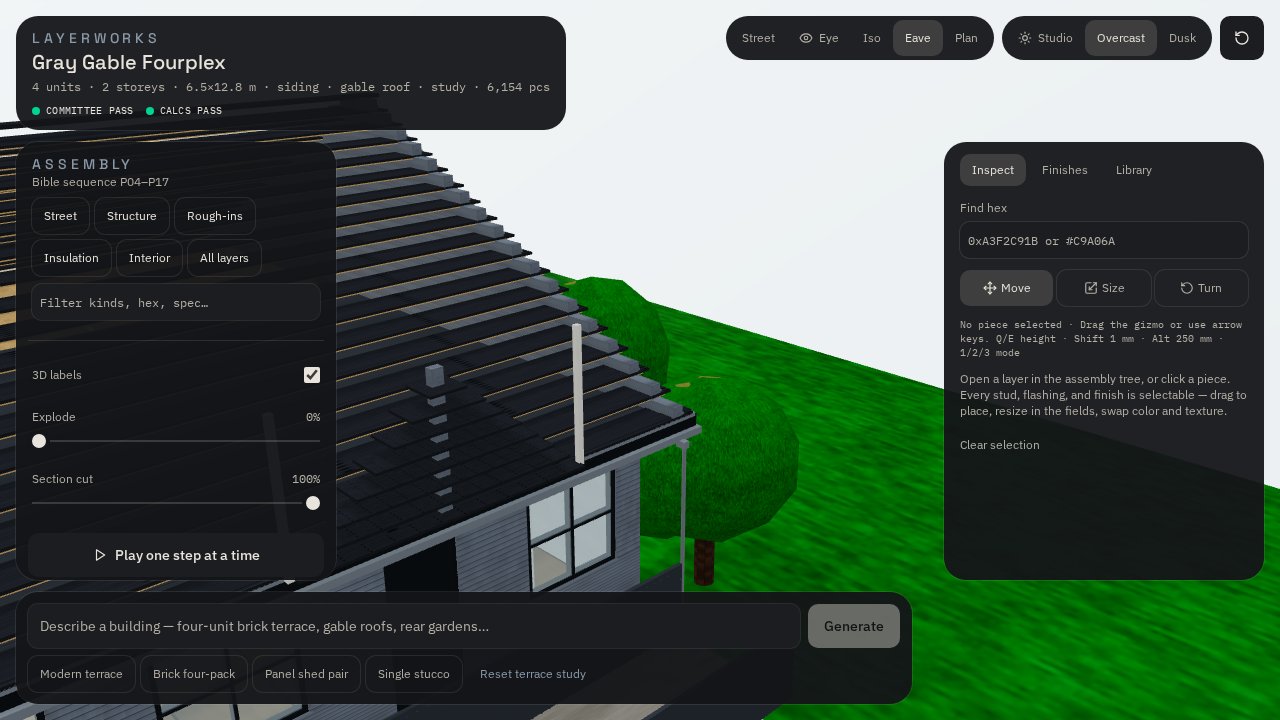 LAYERWORKS
Gray Gable Fourplex
4 units · 2 storeys · 6.5×12.8 m · siding · gable roof · study · 6,154 pcs
COMMITTEE PASS CALCS PASS
Street Eye Iso Eave Plan
Studio Overcast Dusk
ASSEMBLY
Bible sequence P04–P17
Street Structure Rough-ins
Insulation Interior All layers
Filter kinds, hex, spec…
3D labels
Explode 0%
Section cut 100%
Play one step at a time
Inspect Finishes Library
Find hex
0xA3F2C91B or #C9A06A
Move Size Turn
No piece selected · Drag the gizmo or use arrow
keys. Q/E height · Shift 1 mm · Alt 250 mm ·
1/2/3 mode
Open a layer in the assembly tree, or click a piece.
Every stud, flashing, and finish is selectable — drag to
place, resize in the fields, swap color and texture.
Clear selection
Describe a building — four-unit brick terrace, gable roofs, rear gardens…
Generate
Modern terrace Brick four-pack Panel shed pair Single stucco Reset terrace study